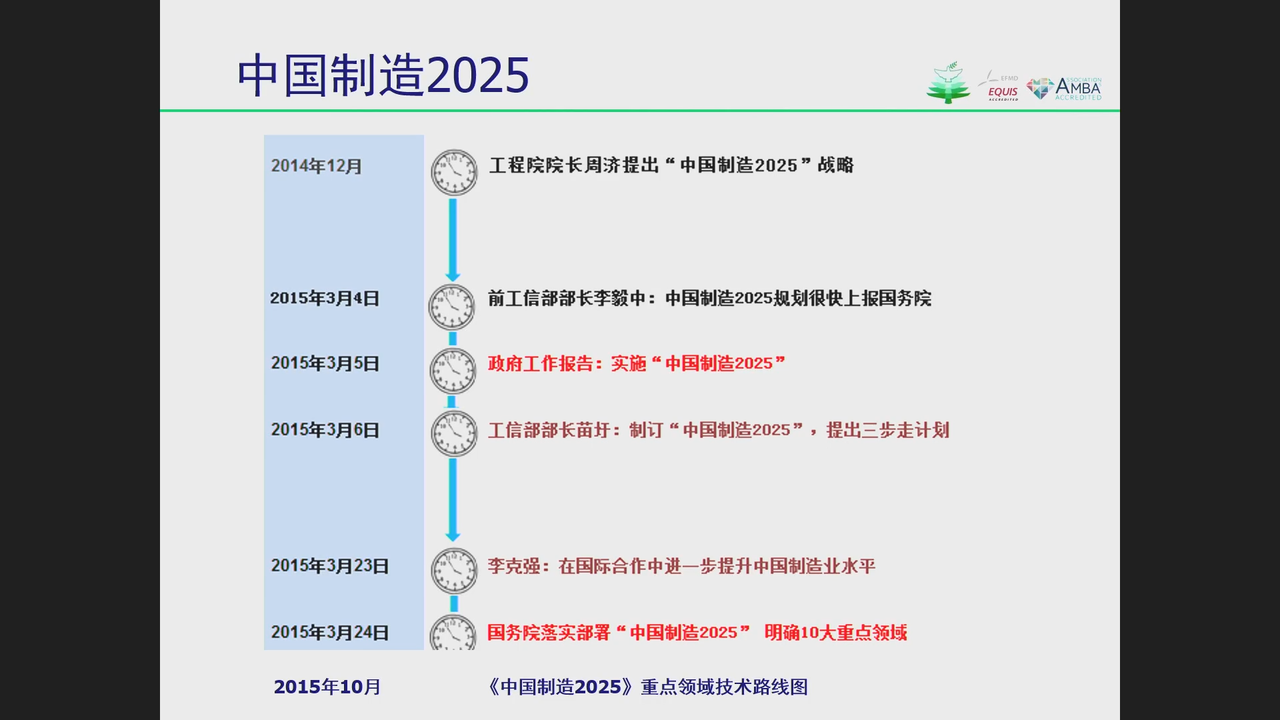 中国制造2025
EFMD
EQUIS
ACCREDITED
ASSOCIATION
AMBA
ACCREDITED
2014年12月 工程院院长周济提出“中国制造2025”战略
2015年3月4日 前工信部部长李毅中：中国制造2025规划很快上报国务院
2015年3月5日 政府工作报告：实施“中国制造2025”
2015年3月6日 工信部部长苗圩：制订“中国制造2025”，提出三步走计划
2015年3月23日 李克强：在国际合作中进一步提升中国制造业水平
2015年3月24日 国务院落实部署“中国制造2025” 明确10大重点领域
2015年10月 《中国制造2025》重点领域技术路线图